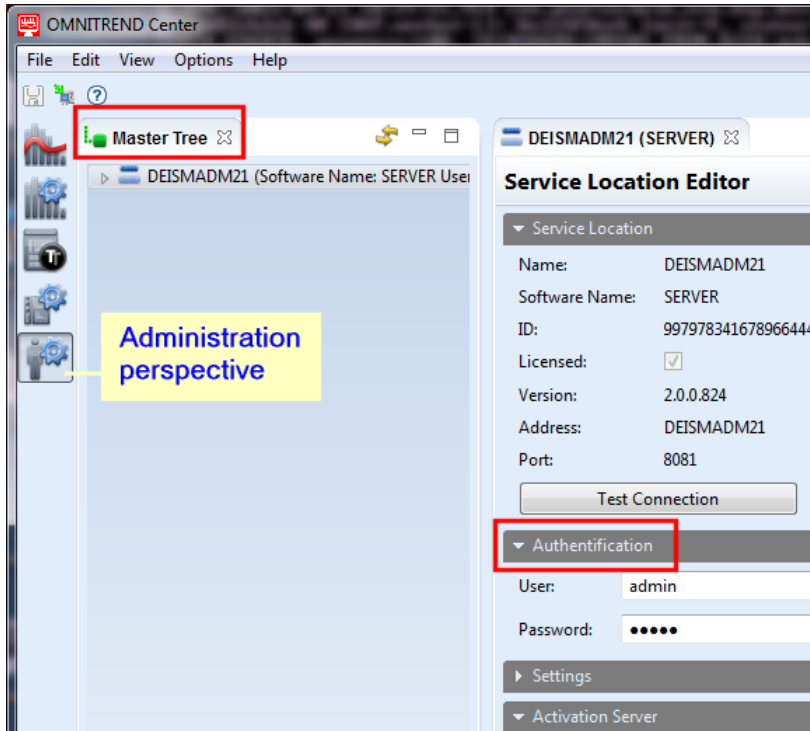 OMNITREND Center
File Edit View Options Help
Master Tree
DEISMADM21 (SERVER)
DEISMADM21 (Software Name: SERVER User
Service Location Editor
Service Location
Name: DEISMADM21
Software Name: SERVER
ID: 99797834167896644
Licensed:
Version: 2.0.0.824
Address: DEISMADM21
Port: 8081
Test Connection
Administration
perspective
Authentification
User: admin
Password: •••••
Settings
Activation Server